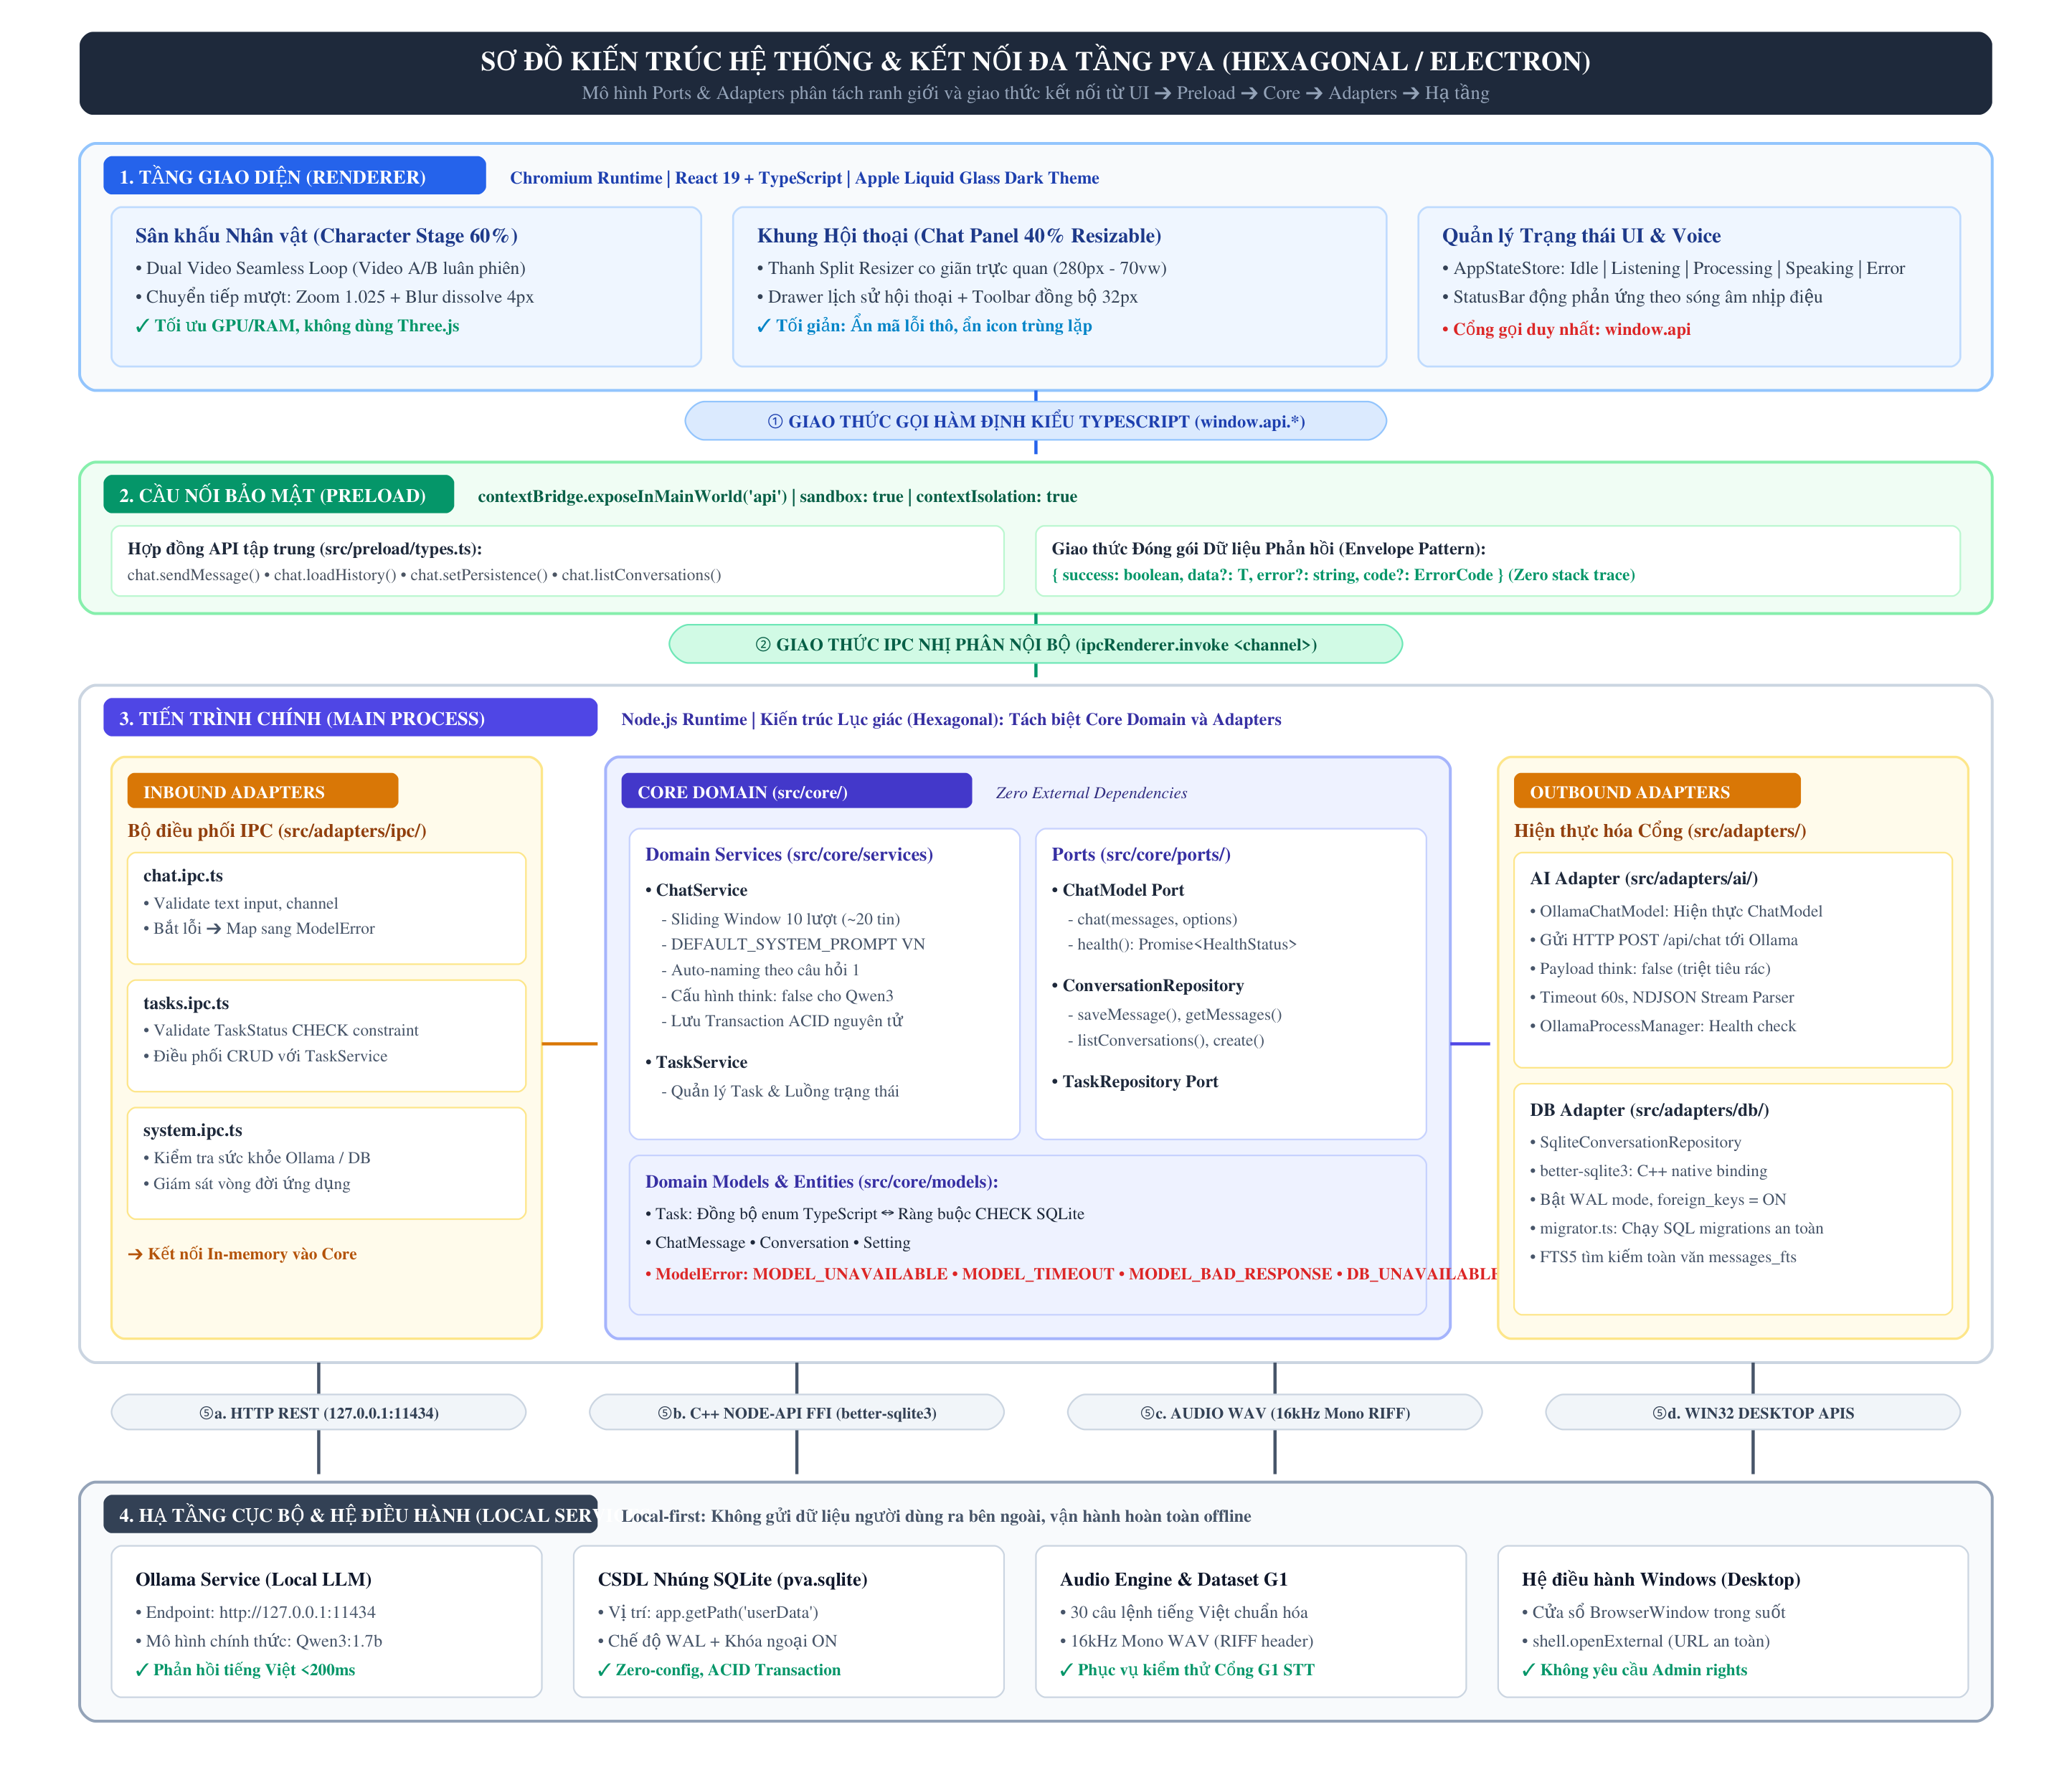 SƠ ĐỒ KIẾN TRÚC HỆ THỐNG & KẾT NỐI ĐA TẦNG PVA (HEXAGONAL / ELECTRON)
Mô hình Ports & Adapters phân tách ranh giới và giao thức kết nối từ UI ➔ Preload ➔ Core ➔ Adapters ➔ Hạ tầng
1. TẦNG GIAO DIỆN (RENDERER)
Chromium Runtime | React 19 + TypeScript | Apple Liquid Glass Dark Theme
Sân khấu Nhân vật (Character Stage 60%)
• Dual Video Seamless Loop (Video A/B luân phiên)
• Chuyển tiếp mượt: Zoom 1.025 + Blur dissolve 4px
✓ Tối ưu GPU/RAM, không dùng Three.js
Khung Hội thoại (Chat Panel 40% Resizable)
• Thanh Split Resizer co giãn trực quan (280px - 70vw)
• Drawer lịch sử hội thoại + Toolbar đồng bộ 32px
✓ Tối giản: Ẩn mã lỗi thô, ẩn icon trùng lặp
Quản lý Trạng thái UI & Voice
• AppStateStore: Idle | Listening | Processing | Speaking | Error
• StatusBar động phản ứng theo sóng âm nhịp điệu
• Cổng gọi duy nhất: window.api
① GIAO THỨC GỌI HÀM ĐỊNH KIỂU TYPESCRIPT (window.api.*)
2. CẦU NỐI BẢO MẬT (PRELOAD)
contextBridge.exposeInMainWorld('api') | sandbox: true | contextIsolation: true
Hợp đồng API tập trung (src/preload/types.ts):
chat.sendMessage() • chat.loadHistory() • chat.setPersistence() • chat.listConversations()
Giao thức Đóng gói Dữ liệu Phản hồi (Envelope Pattern):
{ success: boolean, data?: T, error?: string, code?: ErrorCode } (Zero stack trace)
② GIAO THỨC IPC NHỊ PHÂN NỘI BỘ (ipcRenderer.invoke <channel>)
3. TIẾN TRÌNH CHÍNH (MAIN PROCESS)
Node.js Runtime | Kiến trúc Lục giác (Hexagonal): Tách biệt Core Domain và Adapters
INBOUND ADAPTERS
Bộ điều phối IPC (src/adapters/ipc/)
chat.ipc.ts
• Validate text input, channel
• Bắt lỗi ➔ Map sang ModelError
tasks.ipc.ts
• Validate TaskStatus CHECK constraint
• Điều phối CRUD với TaskService
system.ipc.ts
• Kiểm tra sức khỏe Ollama / DB
• Giám sát vòng đời ứng dụng
➔ Kết nối In-memory vào Core
CORE DOMAIN (src/core/)
Zero External Dependencies
Domain Services (src/core/services)
• ChatService
- Sliding Window 10 lượt (~20 tin)
- DEFAULT_SYSTEM_PROMPT VN
- Auto-naming theo câu hỏi 1
- Cấu hình think: false cho Qwen3
- Lưu Transaction ACID nguyên tử
• TaskService
- Quản lý Task & Luồng trạng thái
Ports (src/core/ports/)
• ChatModel Port
- chat(messages, options)
- health(): Promise<HealthStatus>
• ConversationRepository
- saveMessage(), getMessages()
- listConversations(), create()
• TaskRepository Port
Domain Models & Entities (src/core/models):
• Task: Đồng bộ enum TypeScript ↔ Ràng buộc CHECK SQLite
• ChatMessage • Conversation • Setting
• ModelError: MODEL_UNAVAILABLE • MODEL_TIMEOUT • MODEL_BAD_RESPONSE • DB_UNAVAILABLE
OUTBOUND ADAPTERS
Hiện thực hóa Cổng (src/adapters/)
AI Adapter (src/adapters/ai/)
• OllamaChatModel: Hiện thực ChatModel
• Gửi HTTP POST /api/chat tới Ollama
• Payload think: false (triệt tiêu rác)
• Timeout 60s, NDJSON Stream Parser
• OllamaProcessManager: Health check
DB Adapter (src/adapters/db/)
• SqliteConversationRepository
• better-sqlite3: C++ native binding
• Bật WAL mode, foreign_keys = ON
• migrator.ts: Chạy SQL migrations an toàn
• FTS5 tìm kiếm toàn văn messages_fts
⑤a. HTTP REST (127.0.0.1:11434)
⑤b. C++ NODE-API FFI (better-sqlite3)
⑤c. AUDIO WAV (16kHz Mono RIFF)
⑤d. WIN32 DESKTOP APIS
4. HẠ TẦNG CỤC BỘ & HỆ ĐIỀU HÀNH (LOCAL SERV
Local-first: Không gửi dữ liệu người dùng ra bên ngoài, vận hành hoàn toàn offline
Ollama Service (Local LLM)
• Endpoint: http://127.0.0.1:11434
• Mô hình chính thức: Qwen3:1.7b
✓ Phản hồi tiếng Việt <200ms
CSDL Nhúng SQLite (pva.sqlite)
• Vị trí: app.getPath('userData')
• Chế độ WAL + Khóa ngoại ON
✓ Zero-config, ACID Transaction
Audio Engine & Dataset G1
• 30 câu lệnh tiếng Việt chuẩn hóa
• 16kHz Mono WAV (RIFF header)
✓ Phục vụ kiểm thử Cổng G1 STT
Hệ điều hành Windows (Desktop)
• Cửa sổ BrowserWindow trong suốt
• shell.openExternal (URL an toàn)
✓ Không yêu cầu Admin rights